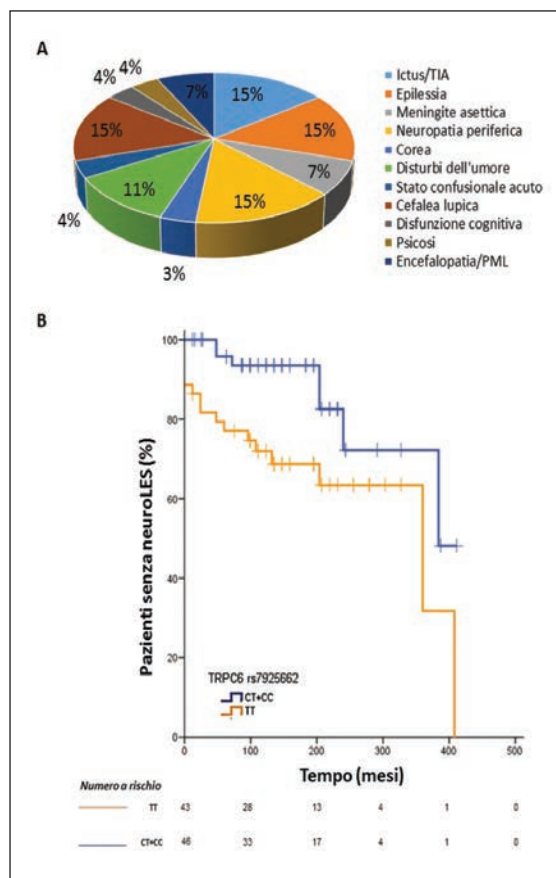 A
4%
4%
7%
15%
15%
15%
7%
11%
15%
4%
3%
Ictus/TIA
Epilessia
Meningite asettica
Neuropatia periferica
Corea
Disturbi dell'umore
Stato confusionale acuto
Cefalea lupica
Disfunzione cognitiva
Psicosi
Encefalopatia/PML
B
Pazienti senza neuroLES (%)
100
80
60
40
20
0
TRPC6 rs7925662
CT+CC
TT
0 100 200 300 400 500
Tempo (mesi)
Numero a rischio
TT 43 28 13 4 1 0
CT+CC 46 33 17 4 1 0